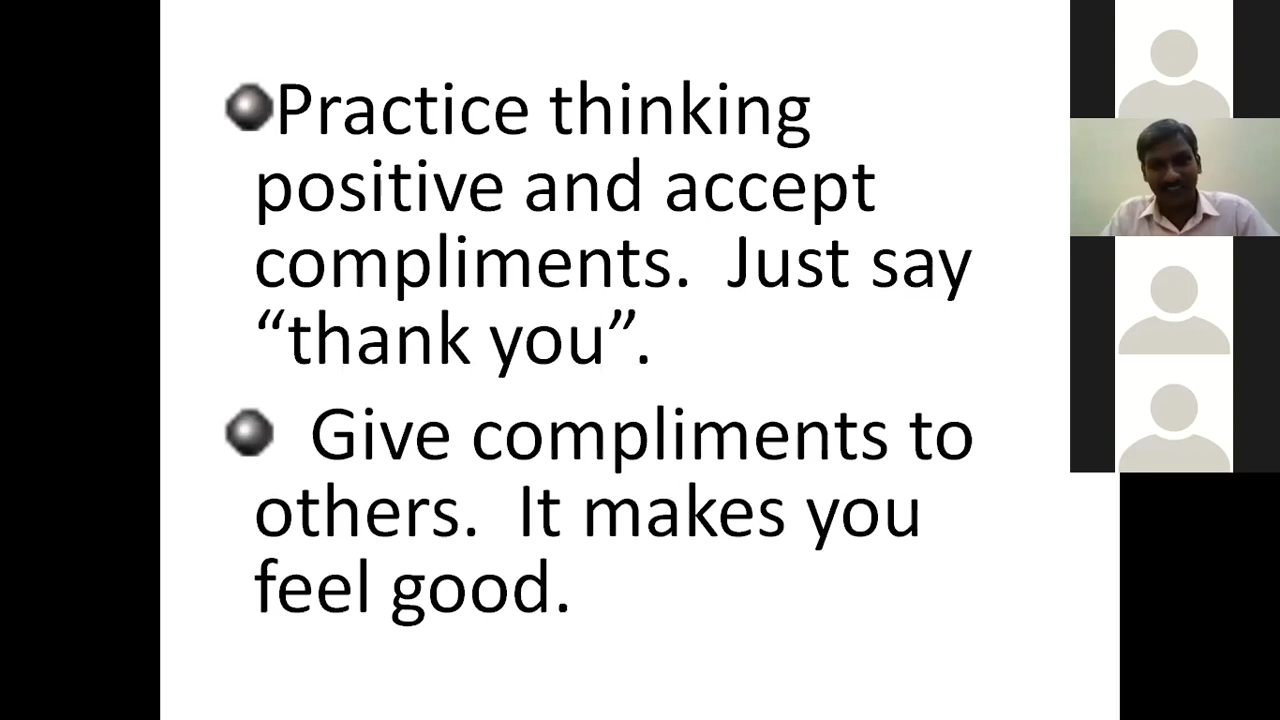 Practice thinking
positive and accept
compliments.  Just say
“thank you”.
Give compliments to
others.  It makes you
feel good.